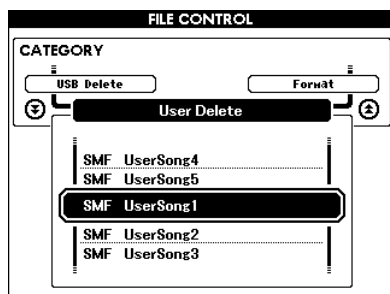 FILE CONTROL
CATEGORY
USB Delete
Format
User Delete
SMF UserSong4
SMF UserSong5
SMF UserSong1
SMF UserSong2
SMF UserSong3